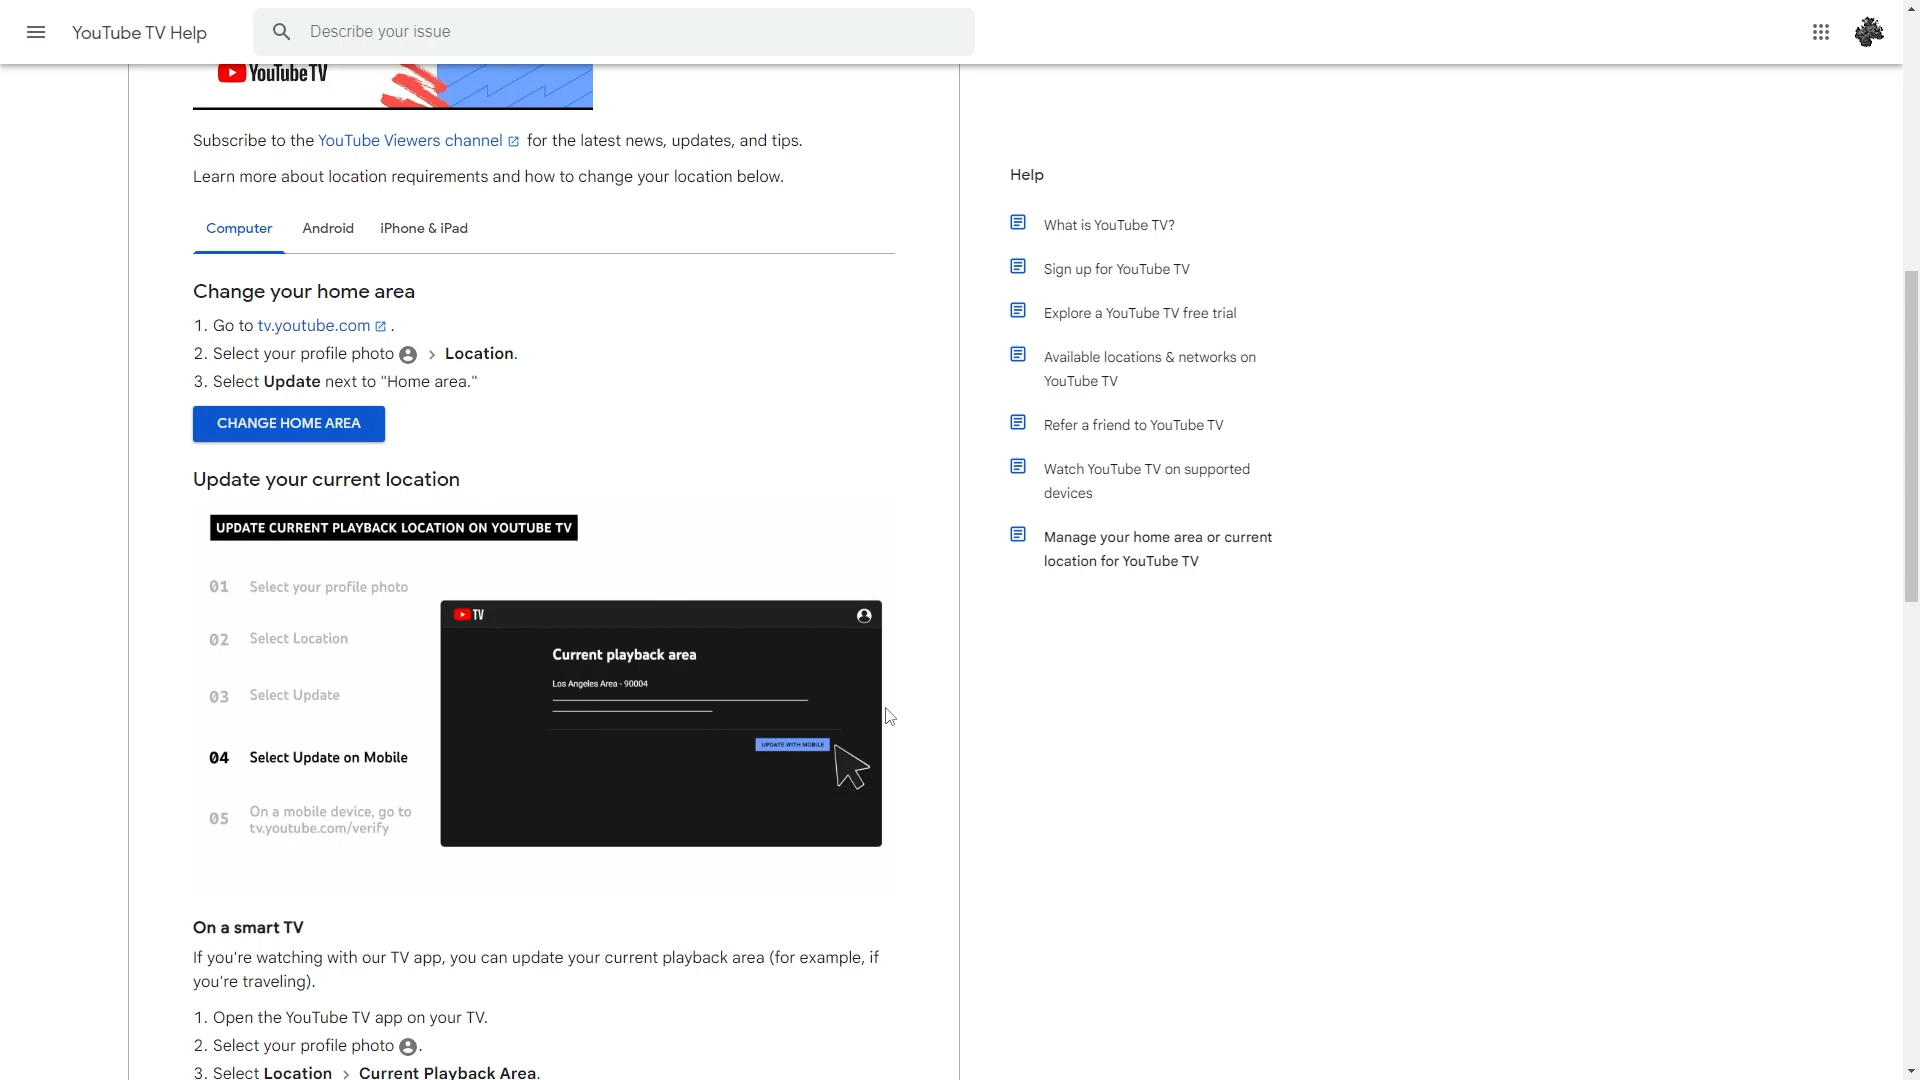 YouTube TV Help
Describe your issue
YouTube TV
Subscribe to the YouTube Viewers channel for the latest news, updates, and tips.
Learn more about location requirements and how to change your location below.
Computer Android iPhone & iPad
Change your home area
1. Go to tv.youtube.com .
2. Select your profile photo > Location.
3. Select Update next to "Home area."
CHANGE HOME AREA
Update your current location
UPDATE CURRENT PLAYBACK LOCATION ON YOUTUBE TV
01 Select your profile photo
02 Select Location
03 Select Update
04 Select Update on Mobile
05 On a mobile device, go to
tv.youtube.com/verify
TV
Current playback area
Los Angeles Area - 90004
UPDATE WITH MOBILE
On a smart TV
If you're watching with our TV app, you can update your current playback area (for example, if
you're traveling).
1. Open the YouTube TV app on your TV.
2. Select your profile photo .
3. Select Location > Current Playback Area.
Help
What is YouTube TV?
Sign up for YouTube TV
Explore a YouTube TV free trial
Available locations & networks on
YouTube TV
Refer a friend to YouTube TV
Watch YouTube TV on supported
devices
Manage your home area or current
location for YouTube TV